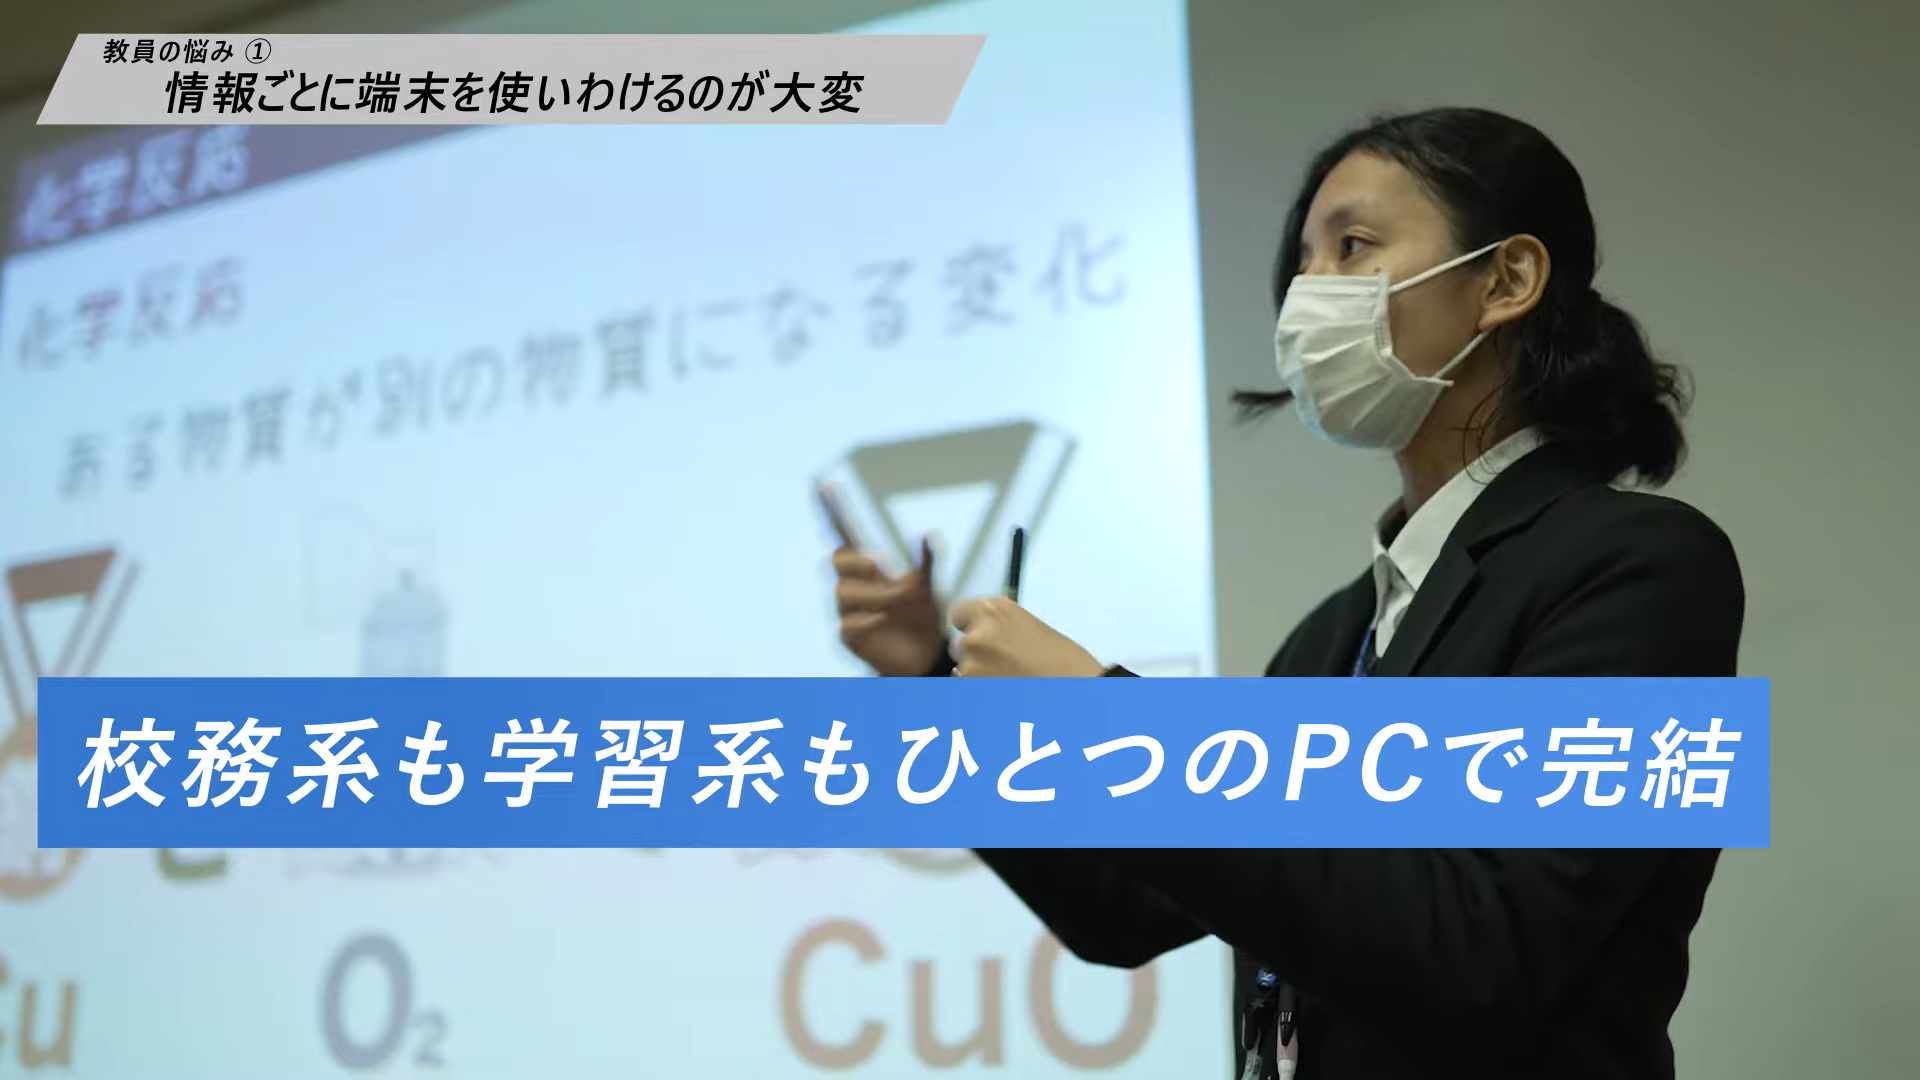 教員の悩み ①
情報ごとに端末を使いわけるのが大変
化学反応
化学反応
ある物質が別の物質になる変化
校務系も学習系もひとつのPCで完結
Cu
O₂
CuO